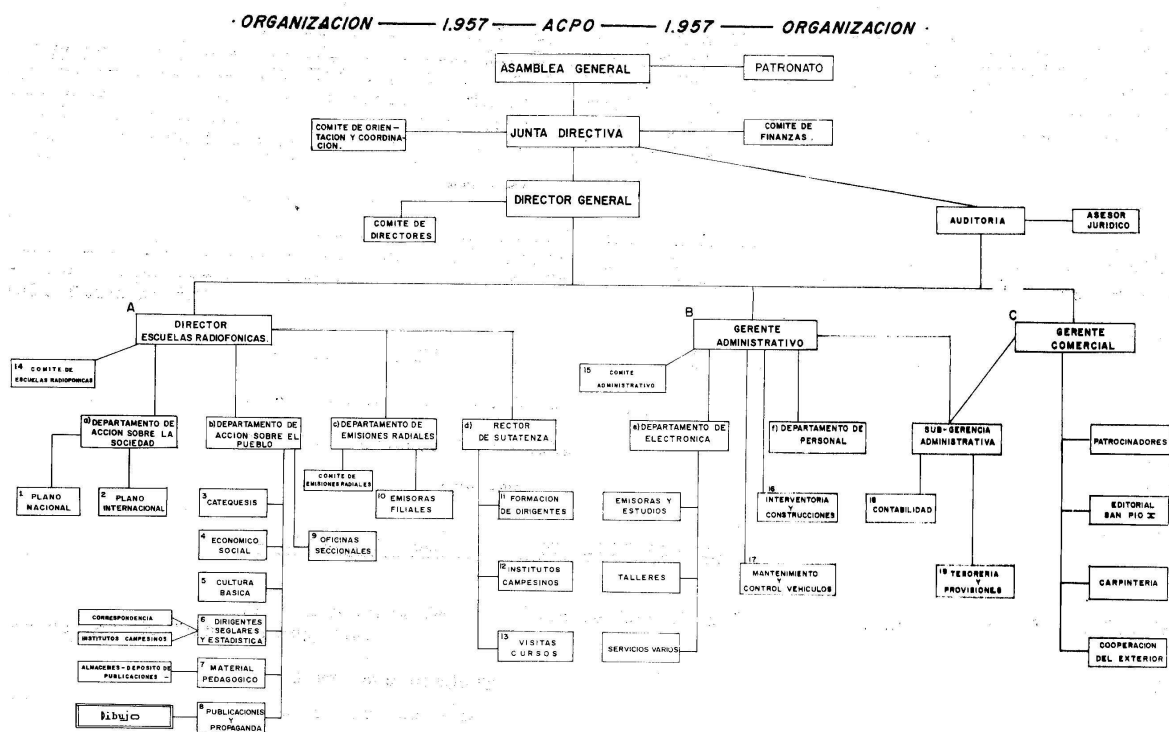 · ORGANIZACION — 1.957 — ACPO — 1.957 — ORGANIZACION ·
ASAMBLEA GENERAL
PATRONATO
COMITE DE ORIEN-
TACION Y COORDINA-
CION.
JUNTA DIRECTIVA
COMITE DE
FINANZAS.
DIRECTOR GENERAL
COMITE DE
DIRECTORES
AUDITORIA
ASESOR
JURIDICO
A
DIRECTOR
ESCUELAS RADIOFONICAS.
B
GERENTE
ADMINISTRATIVO
C
GERENTE
COMERCIAL
14 COMITE DE
ESCUELAS RADIOFONICAS
15 COMITE
ADMINISTRATIVO
a) DEPARTAMENTO DE
ACCION SOBRE LA
SOCIEDAD
b) DEPARTAMENTO DE
ACCION SOBRE EL
PUEBLO
c) DEPARTAMENTO DE
EMISIONES RADIALES
d) RECTOR
DE SUTATENZA
e) DEPARTAMENTO DE
ELECTRONICA
f) DEPARTAMENTO DE
PERSONAL
SUB-GERENCIA
ADMINISTRATIVA
PATROCINADORES
1 PLANO
NACIONAL
2 PLANO
INTERNACIONAL
3 CATEQUESIS
COMITE DE
EMISIONES RADIALES
10 EMISORAS
FILIALES
11 FORMACION
DE DIRIGENTES
EMISORAS Y
ESTUDIOS
16
INTERVENTORIA
Y
CONSTRUCCIONES
18
CONTABILIDAD
EDITORIAL
SAN PIO X
4 ECONOMICO
SOCIAL
9 OFICINAS
SECCIONALES
5 CULTURA
BASICA
12 INSTITUTOS
CAMPESINOS
TALLERES
17
MANTENIMIENTO
Y
CONTROL VEHICULOS
19 TESORERIA
Y
PROVISIONES
CARPINTERIA
CORRESPONDENCIA
INSTITUTOS CAMPESINOS
6 DIRIGENTES
SEGLARES
Y ESTADISTICA
13 VISITAS
CURSOS
SERVICIOS VARIOS
COOPERACION
DEL EXTERIOR
ALMACENES-DEPOSITO DE
PUBLICACIONES -
7 MATERIAL
PEDAGOGICO
Dibujo
8 PUBLICACIONES
Y
PROPAGANDA